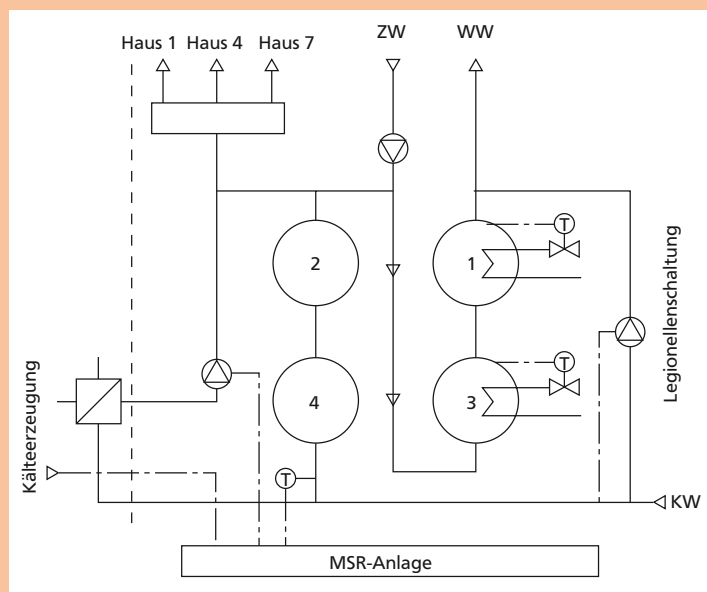 Haus 1 Haus 4 Haus 7
ZW
WW
T
2
1
T
4
3
T
Kälteerzeugung
Legionellenschaltung
KW
MSR-Anlage